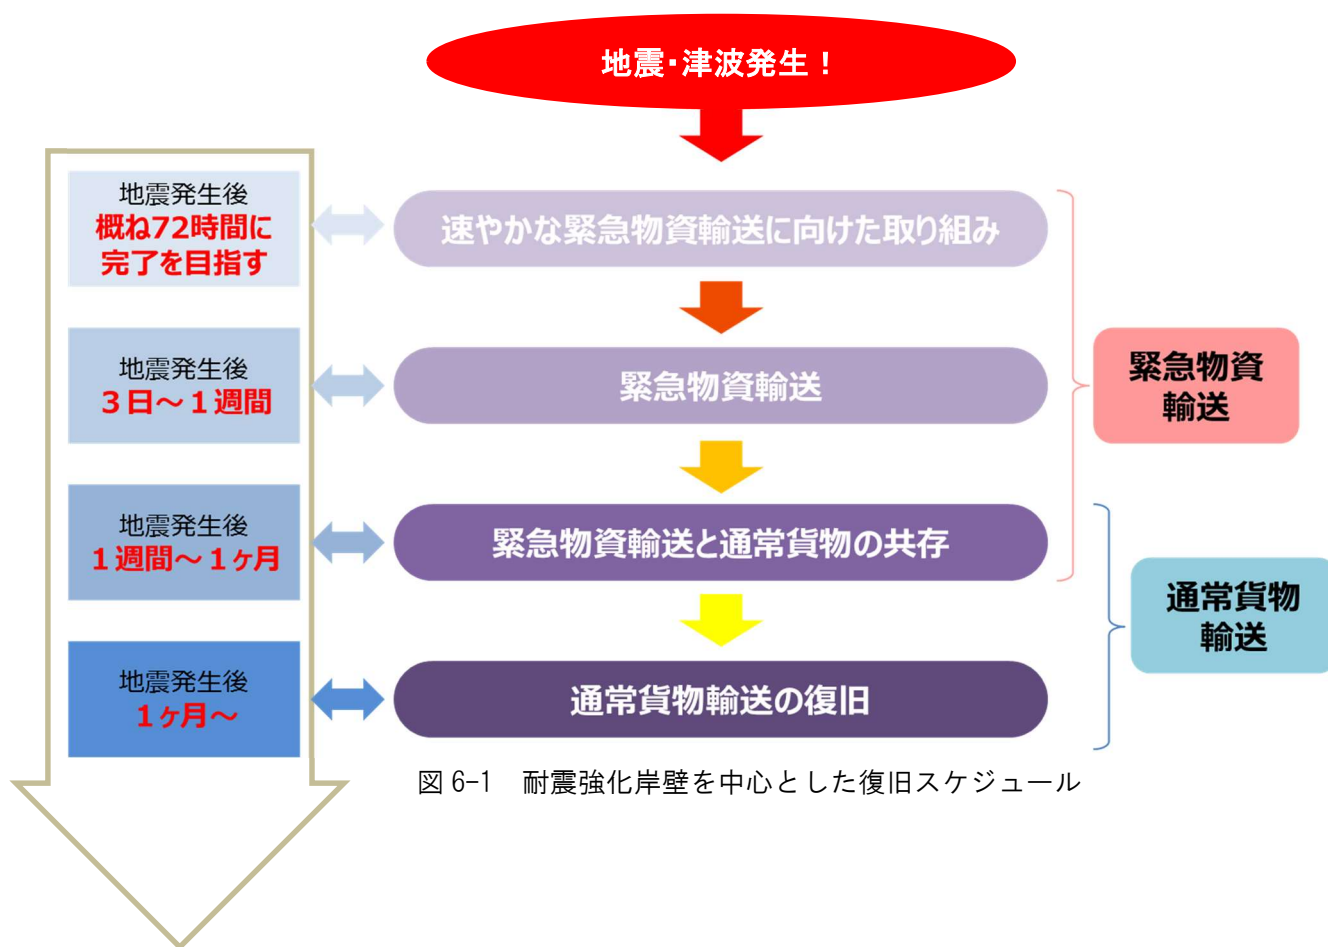 地震・津波発生！
地震発生後
概ね72時間に
完了を目指す
速やかな緊急物資輸送に向けた取り組み
地震発生後
３日～１週間
緊急物資輸送
緊急物資
輸送
地震発生後
１週間～１ヶ月
緊急物資輸送と通常貨物の共存
通常貨物
輸送
地震発生後
１ヶ月～
通常貨物輸送の復旧
図 6-1　耐震強化岸壁を中心とした復旧スケジュール